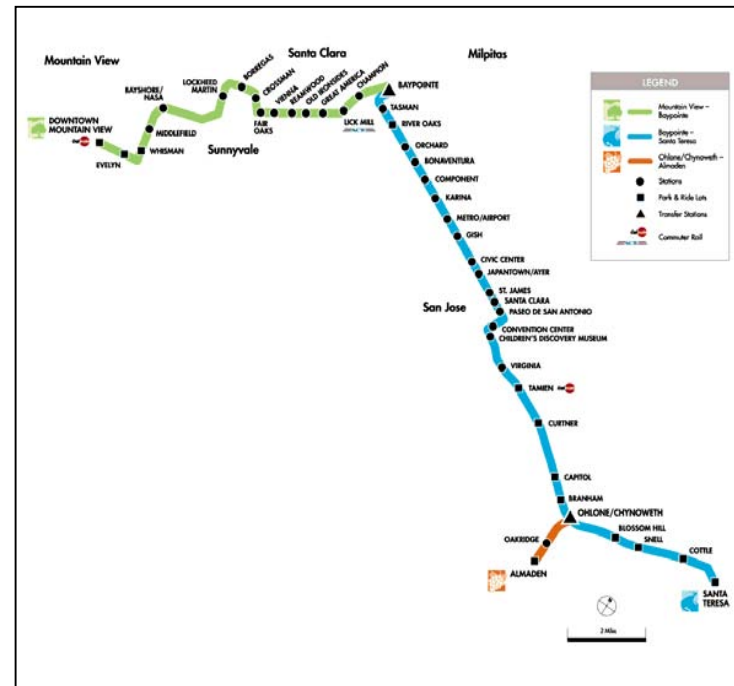 Mountain View
Santa Clara
Milpitas
LOCKHEED
MARTIN
BORREGAS
CROSSMAN
BAYSHORE/
NASA
VIENNA
REAMWOOD
OLD IRONSIDES
GREAT AMERICA
CHAMPION
BAYPOINTE
DOWNTOWN
MOUNTAIN VIEW
MIDDLEFIELD
FAIR
OAKS
LICK MILL
TASMAN
RIVER OAKS
WHISMAN
EVELYN
Sunnyvale
ORCHARD
BONAVENTURA
COMPONENT
KARINA
METRO/AIRPORT
GISH
CIVIC CENTER
JAPANTOWN/AYER
ST. JAMES
SANTA CLARA
PASEO DE SAN ANTONIO
San Jose
CONVENTION CENTER
CHILDREN'S DISCOVERY MUSEUM
VIRGINIA
TAMIEN
CURTNER
CAPITOL
BRANHAM
OHLONE/CHYNOWETH
BLOSSOM HILL
SNELL
COTTLE
OAKRIDGE
ALMADEN
SANTA
TERESA
2 Miles
LEGEND
Mountain View –
Baypointe
Baypointe –
Santa Teresa
Ohlone/Chynoweth –
Almaden
Stations
Park & Ride Lots
Transfer Stations
Commuter Rail